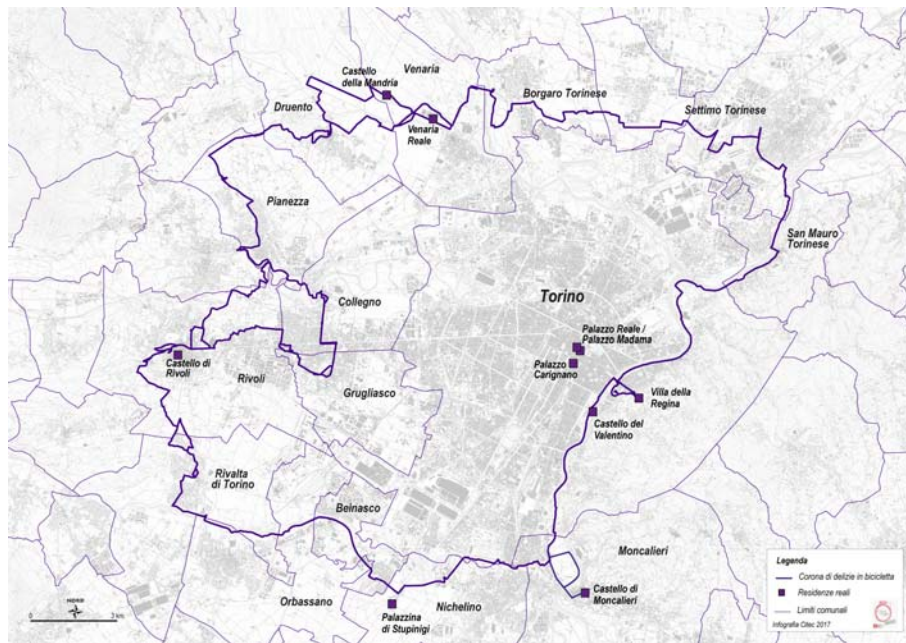 Castello
della Mandria
Venaria
Borgaro Torinese
Druento
Settimo Torinese
Venaria
Reale
Pianezza
San Mauro
Torinese
Collegno
Torino
Palazzo Reale /
Palazzo Madama
Castello di
Rivoli
Palazzo
Carignano
Rivoli
Grugliasco
Villa della
Regina
Castello del
Valentino
Rivalta
di Torino
Beinasco
Moncalieri
Orbassano
Nichelino
Castello di
Moncalieri
Palazzina
di Stupinigi
NORD
0 3 km
Legenda
Corona di delizie in bicicletta
Residenze reali
Limiti comunali
Infografia Citec 2017